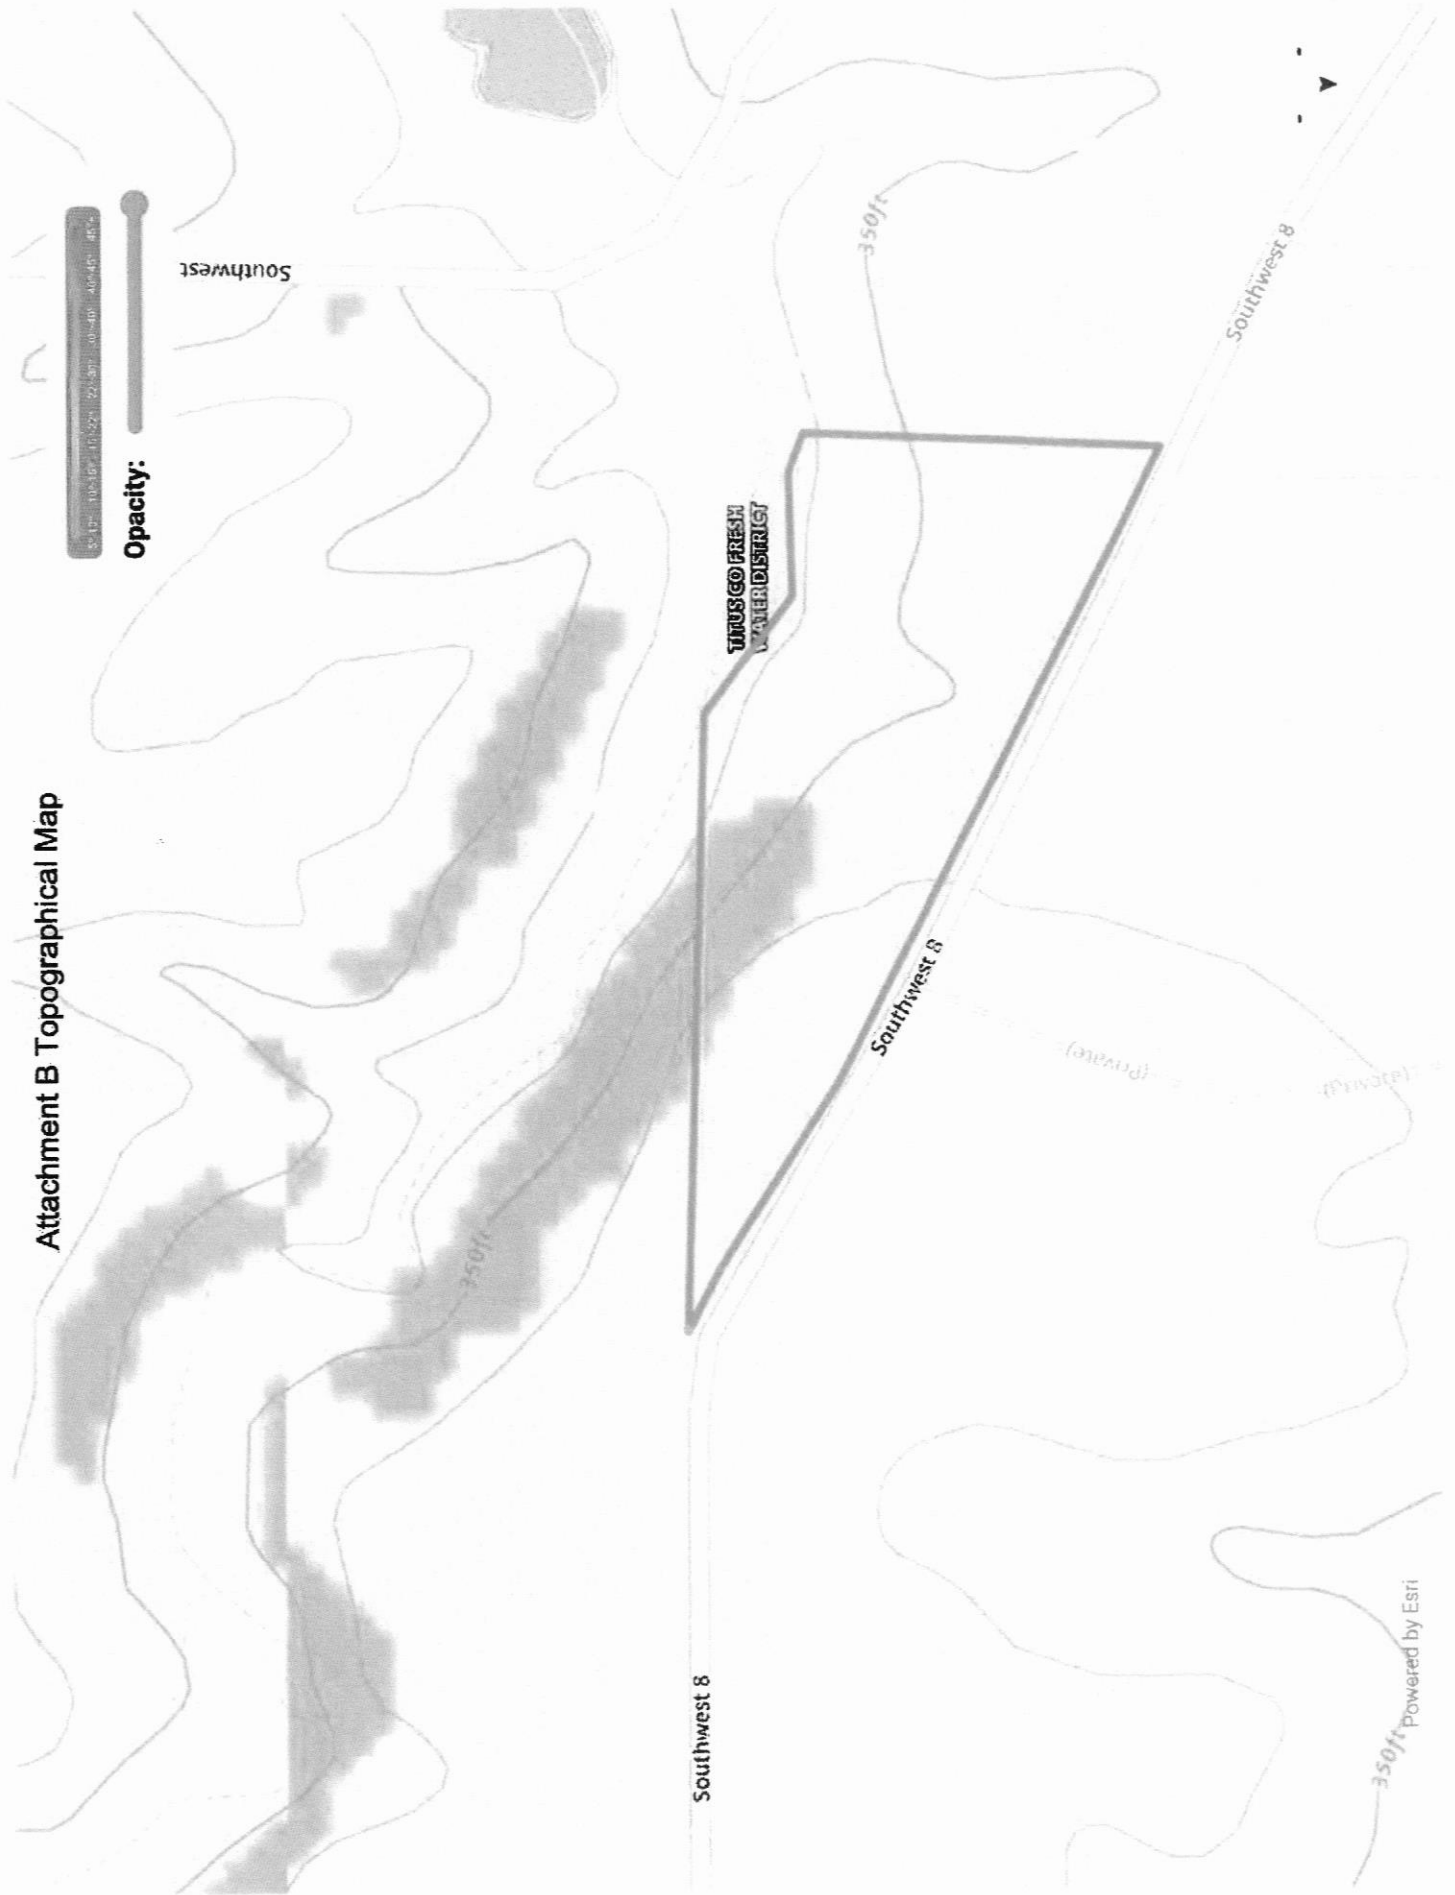 Attachment B Topographical Map
Opacity:
Southwest
350ft
TITUS CO FRESH
WATER DISTRICT
Southwest 8
350ft
Southwest 8
(Private)
(Private)
Southwest 8
350ft
Powered by Esri